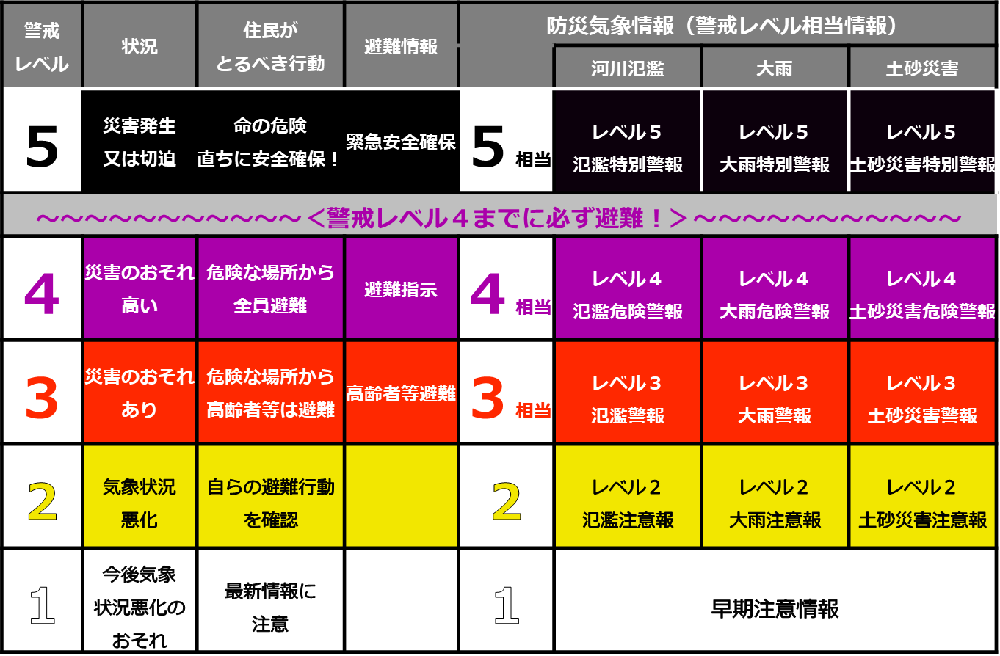 警戒
レベル
状況
住民が
とるべき行動
避難情報
防災気象情報（警戒レベル相当情報）
河川氾濫
大雨
土砂災害
5
災害発生
又は切迫
命の危険
直ちに安全確保！
緊急安全確保
5 相当
レベル５
氾濫特別警報
レベル５
大雨特別警報
レベル５
土砂災害特別警報
～～～～～～～～～～～＜警戒レベル４までに必ず避難！＞～～～～～～～～～～～
4
災害のおそれ
高い
危険な場所から
全員避難
避難指示
4 相当
レベル４
氾濫危険警報
レベル４
大雨危険警報
レベル４
土砂災害危険警報
3
災害のおそれ
あり
危険な場所から
高齢者等は避難
高齢者等避難
3 相当
レベル３
氾濫警報
レベル３
大雨警報
レベル３
土砂災害警報
2
気象状況
悪化
自らの避難行動
を確認
2
レベル２
氾濫注意報
レベル２
大雨注意報
レベル２
土砂災害注意報
1
今後気象
状況悪化の
おそれ
最新情報に
注意
1
早期注意情報